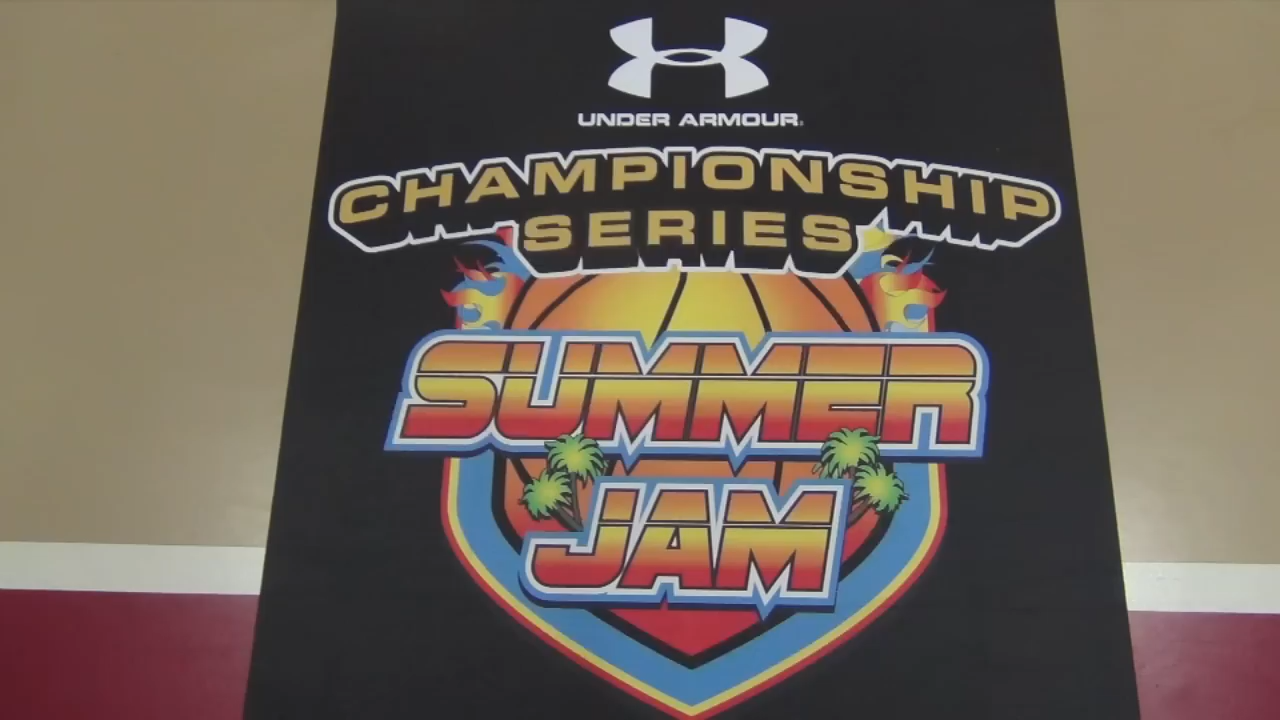 UNDER ARMOUR.
CHAMPIONSHIP
SERIES
SUMMER
JAM